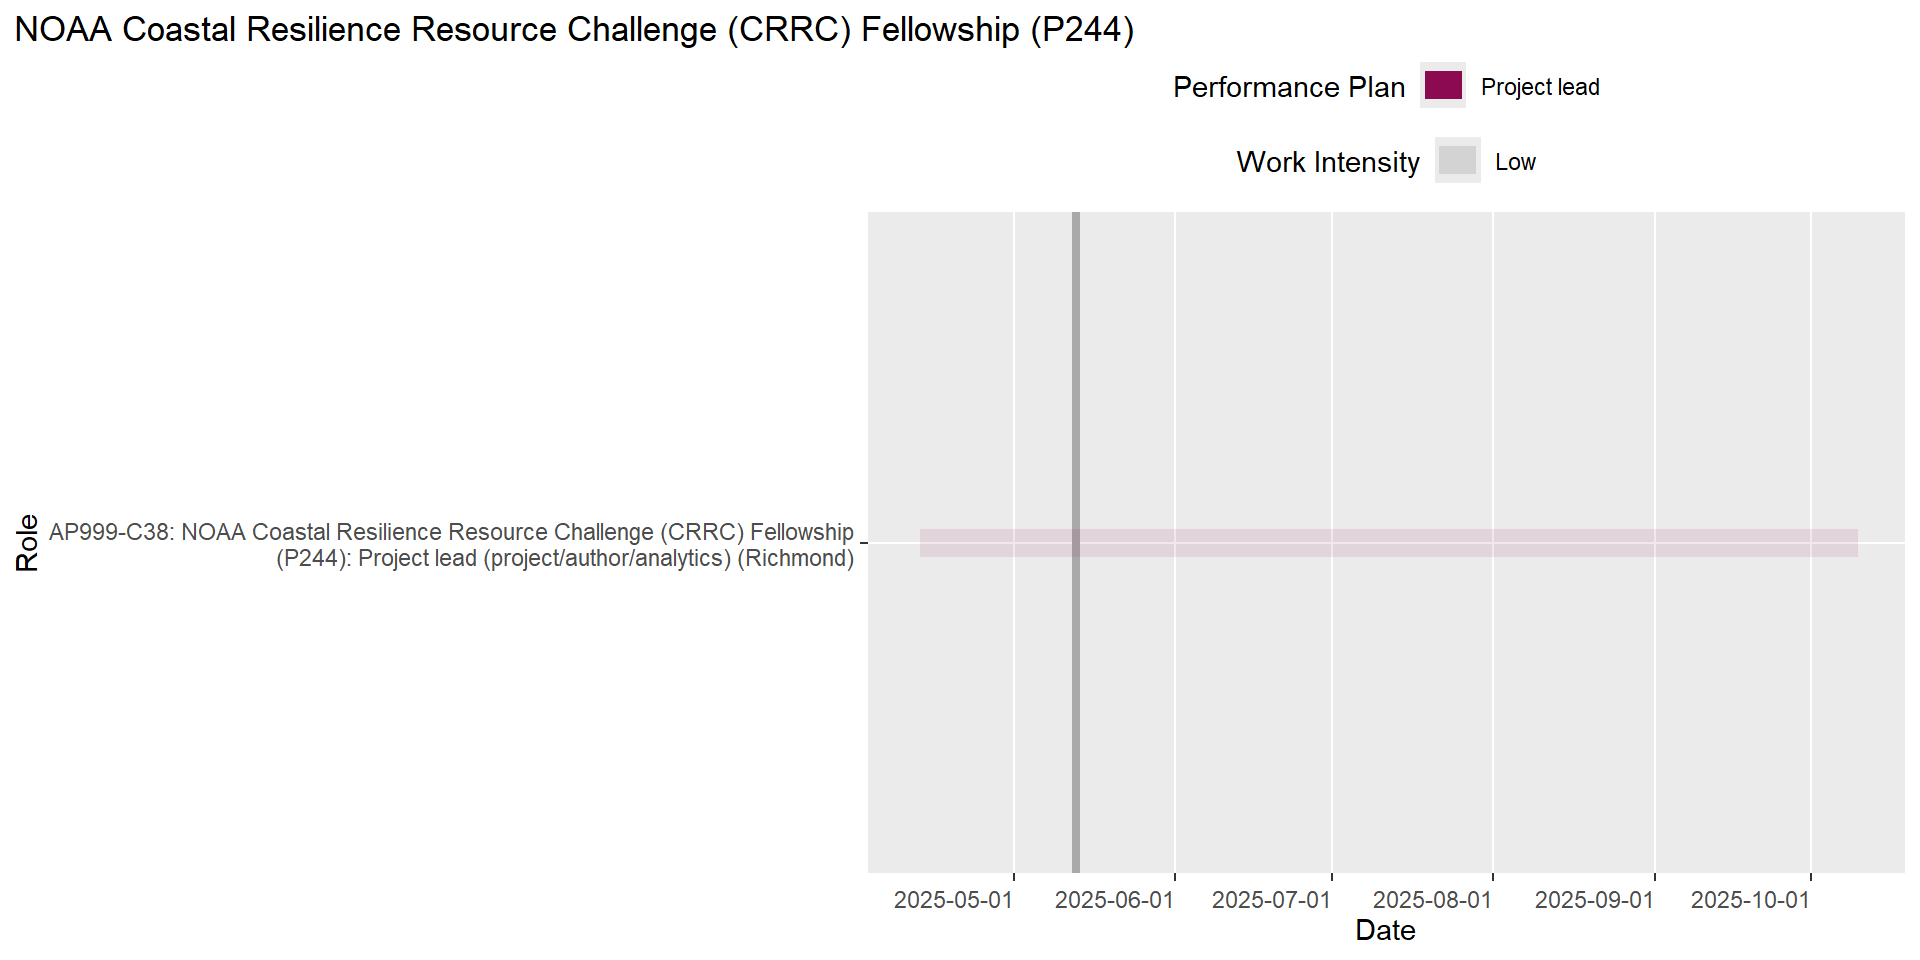 NOAA Coastal Resilience Resource Challenge (CRRC) Fellowship (P244)
Performance Plan
Project lead
Work Intensity
Low
Role
AP999-C38: NOAA Coastal Resilience Resource Challenge (CRRC) Fellowship
(P244): Project lead (project/author/analytics) (Richmond)
2025-05-01
2025-06-01
2025-07-01
2025-08-01
2025-09-01
2025-10-01
Date